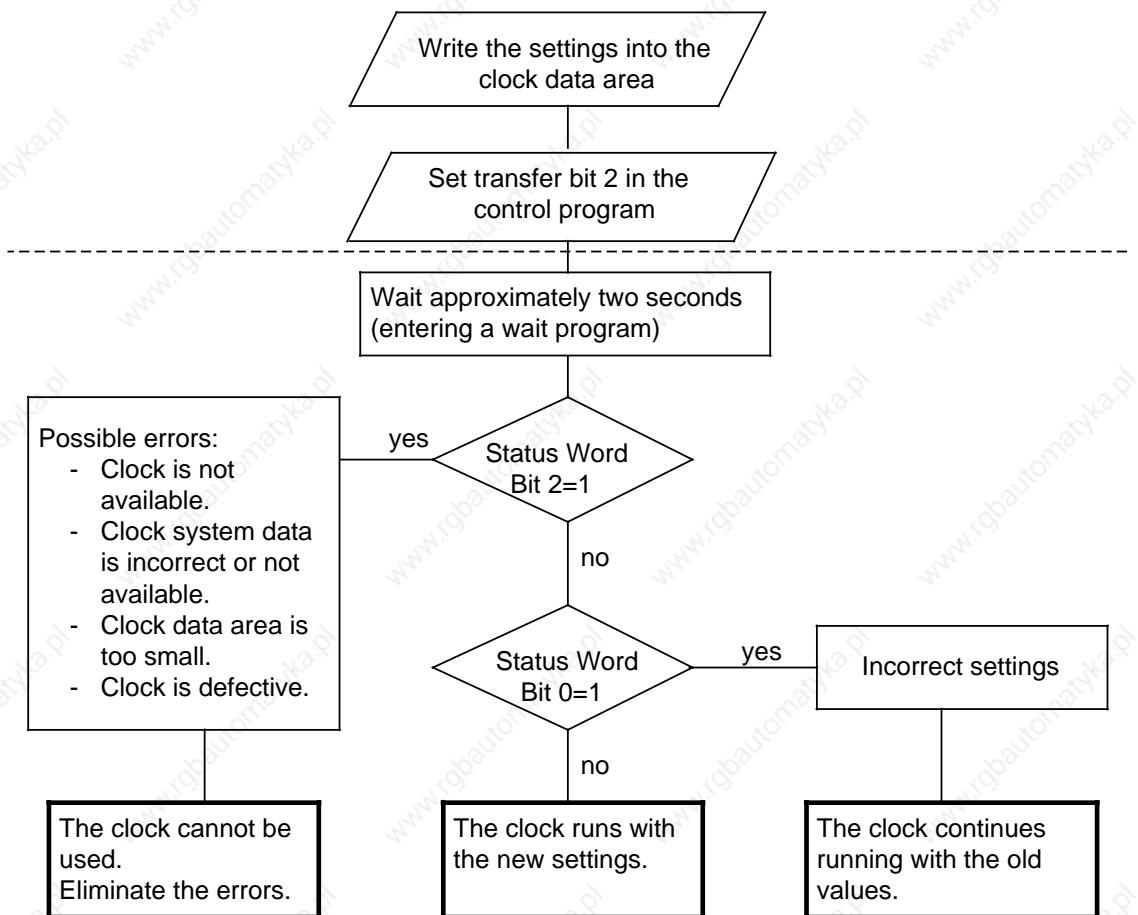 Write the settings into the
clock data area
Set transfer bit 2 in the
control program
Wait approximately two seconds
(entering a wait program)
Status Word
Bit 2=1
yes
Possible errors:
- Clock is not
available.
- Clock system data
is incorrect or not
available.
- Clock data area is
too small.
- Clock is defective.
no
Status Word
Bit 0=1
yes
Incorrect settings
no
The clock cannot be
used.
Eliminate the errors.
The clock runs with
the new settings.
The clock continues
running with the old
values.
www.rgbautomatyka.pl